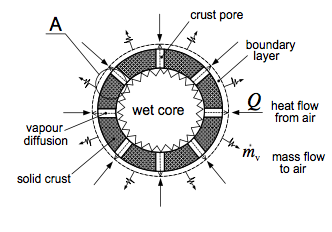 A
crust pore
boundary
layer
wet core
Q̇ heat flow
from air
vapour
diffusion
ṁv mass flow
to air
solid crust